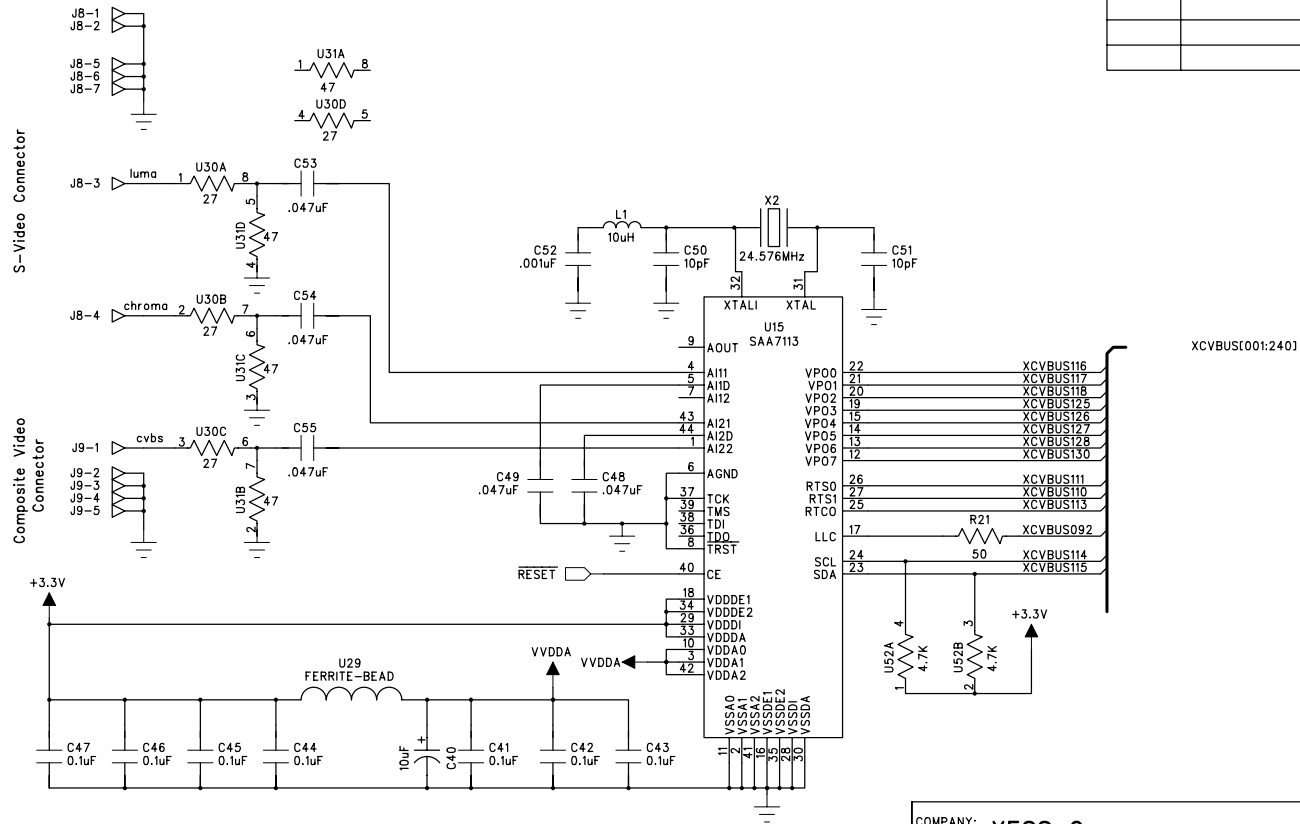 J8-1
J8-2
J8-5
J8-6
J8-7
U31A
1 8
47
U30D
4 5
27
S-Video Connector
J8-3 luma 1 U30A 8 C53
27 .047uF
5 U31D 47 4
J8-4 chroma 2 U30B 7 C54
27 .047uF
6 U31C 47 3
Composite Video
Connector
J9-1 cvbs 3 U30C 6 C55
27 .047uF
7 U31B 47 2
J9-2
J9-3
J9-4
J9-5
L1
10uH
X2
24.576MHz
C52
.001uF
C50
10pF
C51
10pF
32 31
XTALI XTAL
U15
SAA7113
9 AOUT
4 AI11
5 AI1D
7 AI12
43 AI21
44 AI2D
1 AI22
6 AGND
37 TCK
39 TMS
38 TDI
36 TDO
8 TRST
40 CE
18 VDDDE1
34 VDDDE2
29 VDDDI
33 VDDDA
10 VDDA0
3 VDDA1
42 VDDA2
C49
.047uF
C48
.047uF
RESET
VPO0 22 XCVBUS116
VPO1 21 XCVBUS117
VPO2 20 XCVBUS118
VPO3 19 XCVBUS125
VPO4 15 XCVBUS126
VPO5 14 XCVBUS127
VPO6 13 XCVBUS128
VPO7 12 XCVBUS130
RTS0 26 XCVBUS111
RTS1 27 XCVBUS110
RTCO 25 XCVBUS113
LLC 17 R21 XCVBUS092
50
SCL 24 XCVBUS114
SDA 23 XCVBUS115
XCVBUS[001:240]
4 U52A 4.7K 1
3 U52B 4.7K 2
+3.3V
+3.3V
U29
FERRITE-BEAD
VVDDA
VVDDA
C47
0.1uF
C46
0.1uF
C45
0.1uF
C44
0.1uF
10uF + C40
C41
0.1uF
C42
0.1uF
C43
0.1uF
VSSA0 VSSA1 VSSA2 VSSDE1 VSSDE2 VSSDI VSSDA
11 2 41 16 35 28 30
COMPANY: